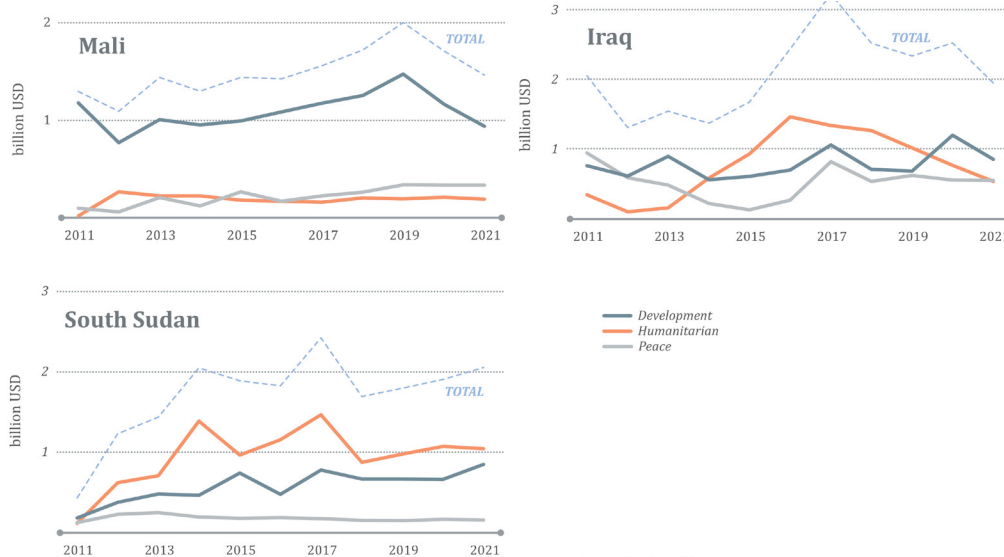 2
Mali
TOTAL
1
billion USD
2011 2013 2015 2017 2019 2021
3
Iraq
TOTAL
2
1
billion USD
2011 2013 2015 2017 2019 2021
3
South Sudan
2
TOTAL
1
billion USD
2011 2013 2015 2017 2019 2021
Development
Humanitarian
Peace